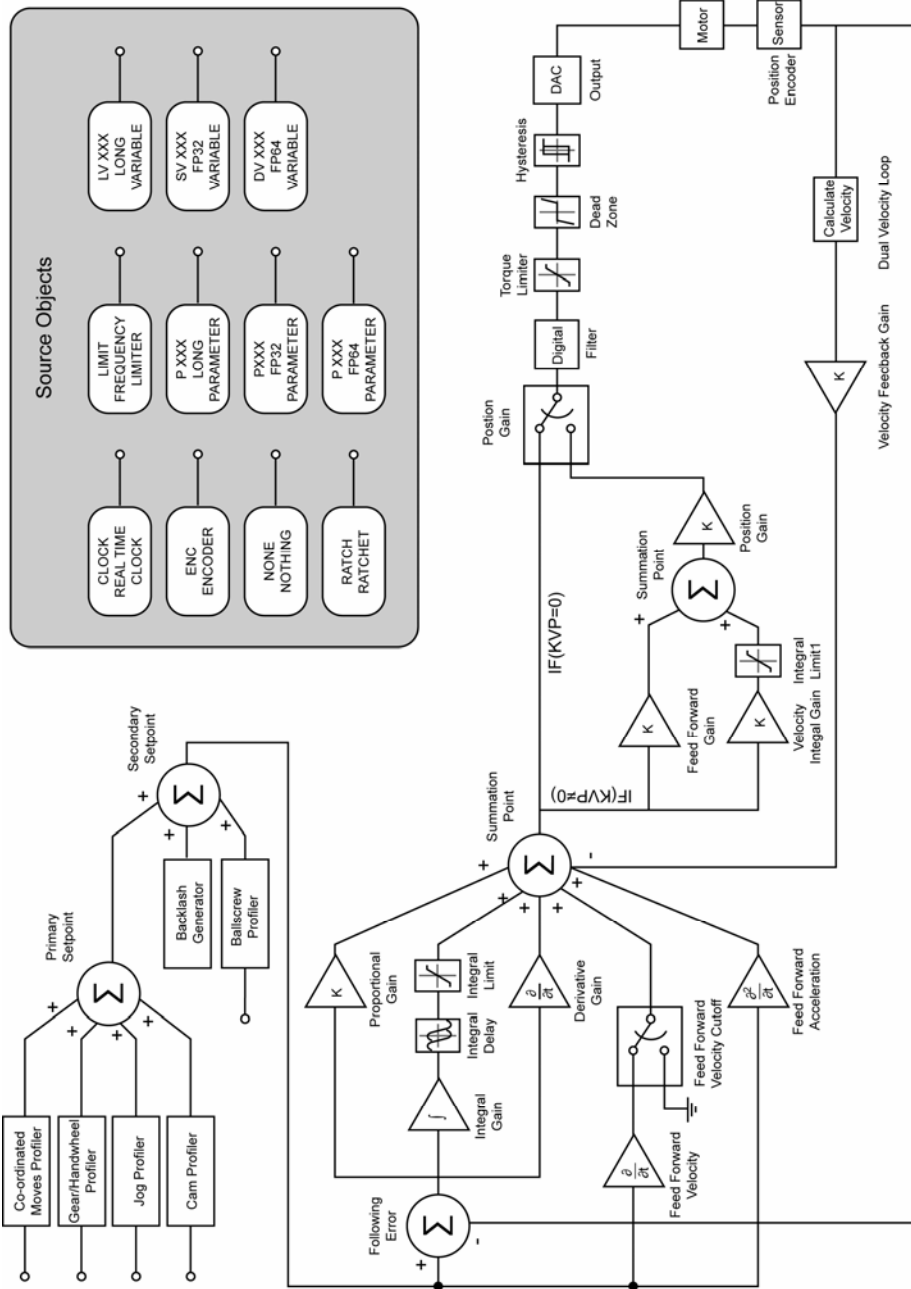 Source Objects
CLOCK
REAL TIME
CLOCK
ENC
ENCODER
NONE
NOTHING
RATCH
RATCHET
LIMIT
FREQUENCY
LIMITER
P XXX
LONG
PARAMETER
PXXX
FP32
PARAMETER
P XXX
FP64
PARAMETER
LV XXX
LONG
VARIABLE
SV XXX
FP32
VARIABLE
DV XXX
FP64
VARIABLE
Co-ordinated
Moves Profiler
Gear/Handwheel
Profiler
Jog Profiler
Cam Profiler
+
+
+
+
Primary
Setpoint
Σ
Backlash
Generator
Ballscrew
Profiler
+
+
+
Secondary
Setpoint
Σ
Following
Error
Σ
+
-
K
Proportional
Gain
∫
Integral
Gain
Integral
Delay
Integral
Limit
∂
∂t
Derivative
Gain
∂
∂t
Feed Forward
Velocity
Feed Forward
Velocity Cutoff
∂²
∂t
Feed Forward
Acceleration
+
+
+
+
+
-
Summation
Point
Σ
IF(KVP=0)
IF(KVP≠0)
K
Feed Forward
Gain
K
Velocity
Integal Gain
Integral
Limit1
+
+
Summation
Point
Σ
K
Position
Gain
Postion
Gain
Digital
Filter
Torque
Limiter
Dead
Zone
Hysteresis
DAC
Output
Motor
Sensor
Position
Encoder
Calculate
Velocity
Dual Velocity Loop
K
Velocity Feedback Gain